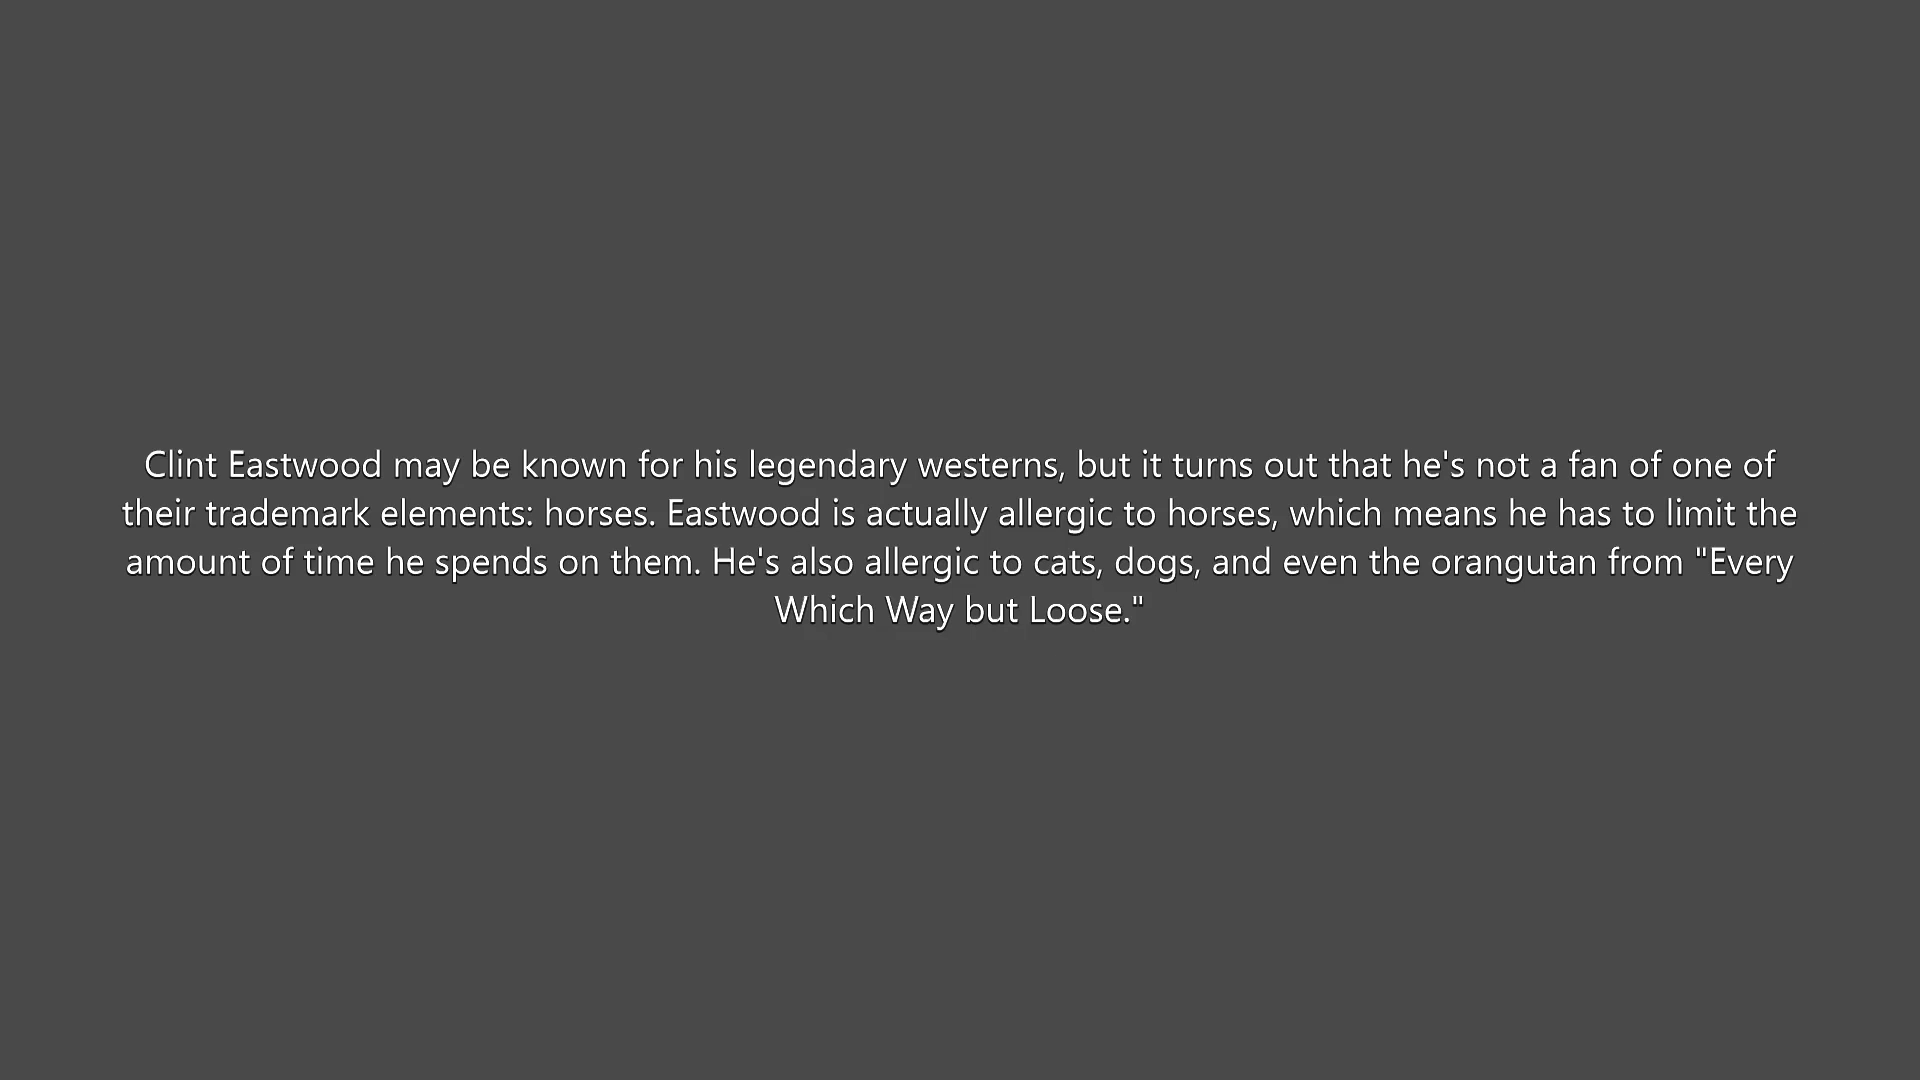 Clint Eastwood may be known for his legendary westerns, but it turns out that he's not a fan of one of
their trademark elements: horses. Eastwood is actually allergic to horses, which means he has to limit the
amount of time he spends on them. He's also allergic to cats, dogs, and even the orangutan from "Every
Which Way but Loose."